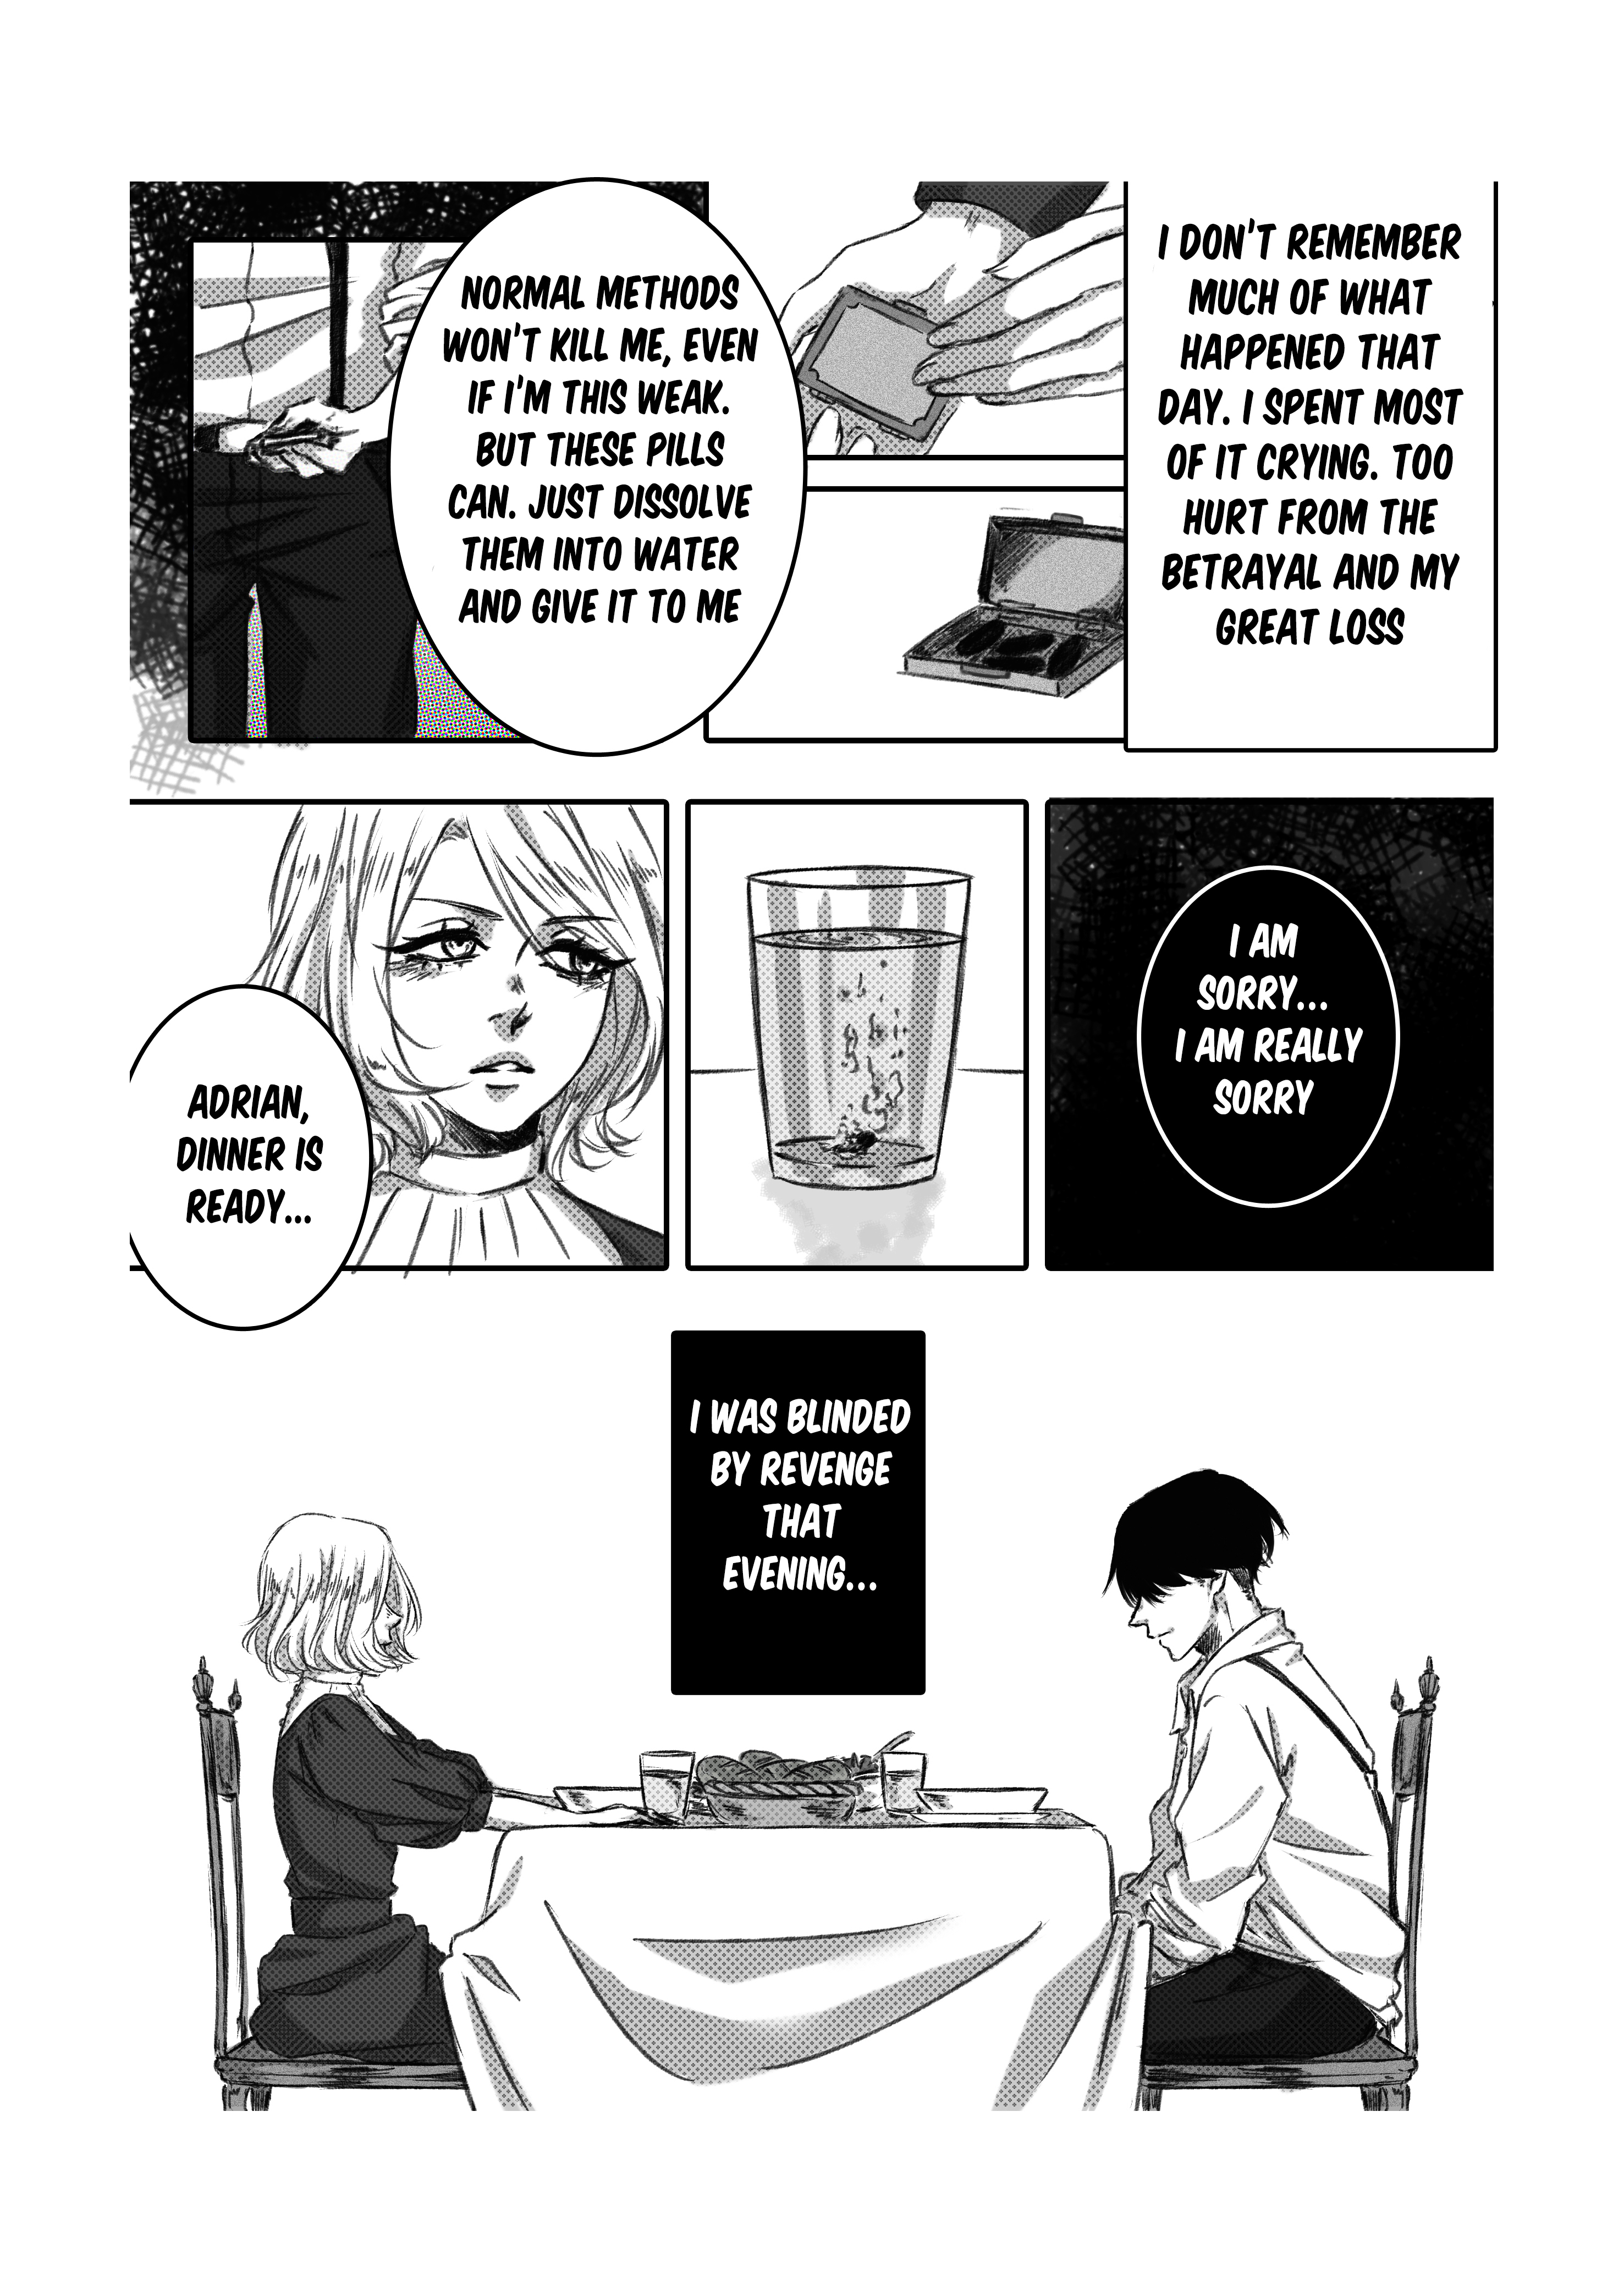 NORMAL METHODS
WON'T KILL ME, EVEN
IF I'M THIS WEAK.
BUT THESE PILLS
CAN. JUST DISSOLVE
THEM INTO WATER
AND GIVE IT TO ME
I DON'T REMEMBER
MUCH OF WHAT
HAPPENED THAT
DAY. I SPENT MOST
OF IT CRYING. TOO
HURT FROM THE
BETRAYAL AND MY
GREAT LOSS
ADRIAN,
DINNER IS
READY...
I AM
SORRY...
I AM REALLY
SORRY
I WAS BLINDED
BY REVENGE
THAT
EVENING...